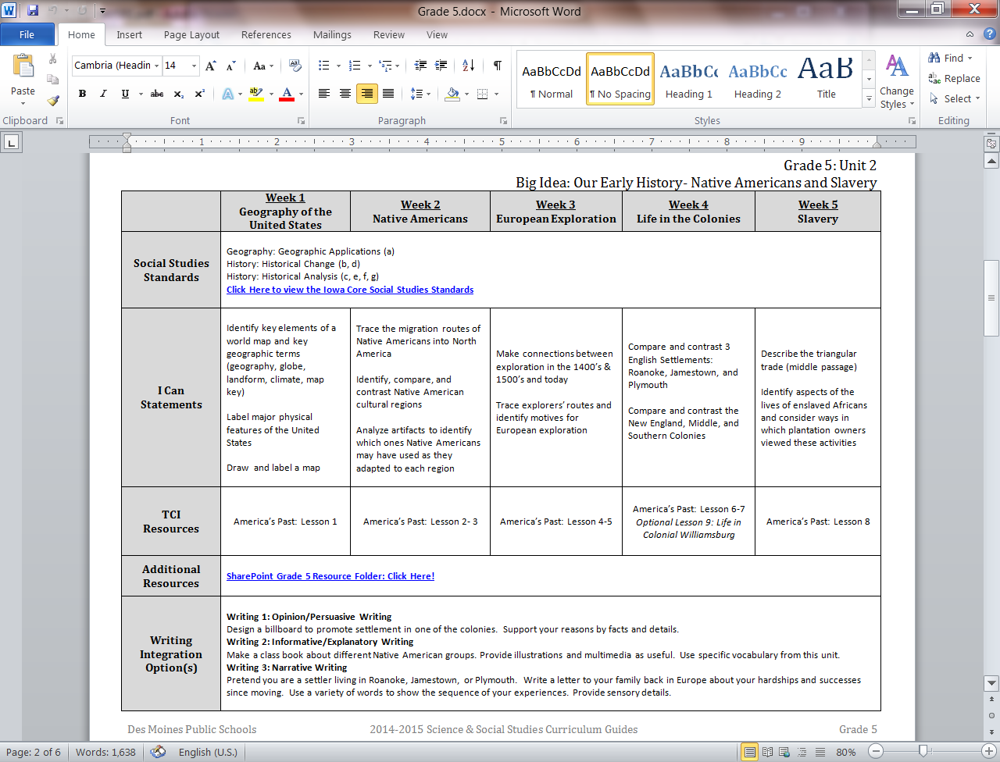 Grade 5.docx - Microsoft Word
File
Home
Insert
Page Layout
References
Mailings
Review
View
Paste
Clipboard
Cambria (Headin
14
Font
Paragraph
AaBbCcDd
¶ Normal
AaBbCcDd
¶ No Spacing
AaBbCc
Heading 1
AaBbCc
Heading 2
AaB
Title
Styles
Change
Styles
Find
Replace
Select
Editing
1 2 3 4 5 6 7 8 9
Grade 5: Unit 2
Big Idea: Our Early History- Native Americans and Slavery
Week 1
Geography of the
United States
Week 2
Native Americans
Week 3
European Exploration
Week 4
Life in the Colonies
Week 5
Slavery
Social Studies
Standards
Geography: Geographic Applications (a)
History: Historical Change (b, d)
History: Historical Analysis (c, e, f, g)
Click Here to view the Iowa Core Social Studies Standards
I Can
Statements
Identify key elements of a
world map and key
geographic terms
(geography, globe,
landform, climate, map
key)
Label major physical
features of the United
States
Draw and label a map
Trace the migration routes of
Native Americans into North
America
Identify, compare, and
contrast Native American
cultural regions
Analyze artifacts to identify
which ones Native Americans
may have used as they
adapted to each region
Make connections between
exploration in the 1400's &
1500's and today
Trace explorers' routes and
identify motives for
European exploration
Compare and contrast 3
English Settlements:
Roanoke, Jamestown, and
Plymouth
Compare and contrast the
New England, Middle, and
Southern Colonies
Describe the triangular
trade (middle passage)
Identify aspects of the
lives of enslaved Africans
and consider ways in
which plantation owners
viewed these activities
TCI
Resources
America's Past: Lesson 1
America's Past: Lesson 2- 3
America's Past: Lesson 4-5
America's Past: Lesson 6-7
Optional Lesson 9: Life in
Colonial Williamsburg
America's Past: Lesson 8
Additional
Resources
SharePoint Grade 5 Resource Folder: Click Here!
Writing
Integration
Option(s)
Writing 1: Opinion/Persuasive Writing
Design a billboard to promote settlement in one of the colonies. Support your reasons by facts and details.
Writing 2: Informative/Explanatory Writing
Make a class book about different Native American groups. Provide illustrations and multimedia as useful. Use specific vocabulary from this unit.
Writing 3: Narrative Writing
Pretend you are a settler living in Roanoke, Jamestown, or Plymouth. Write a letter to your family back in Europe about your hardships and successes
since moving. Use a variety of words to show the sequence of your experiences. Provide sensory details.
Des Moines Public Schools
2014-2015 Science & Social Studies Curriculum Guides
Grade 5
Page: 2 of 6
Words: 1,638
English (U.S.)
80%